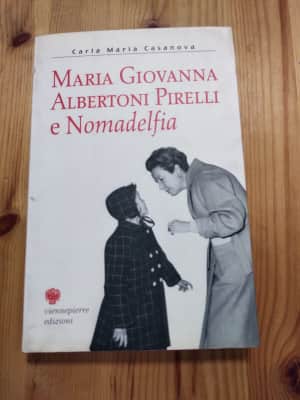 Carla Maria Casanova
MARIA GIOVANNA
ALBERTONI PIRELLI
e Nomadelfia
viennepierre
edizioni